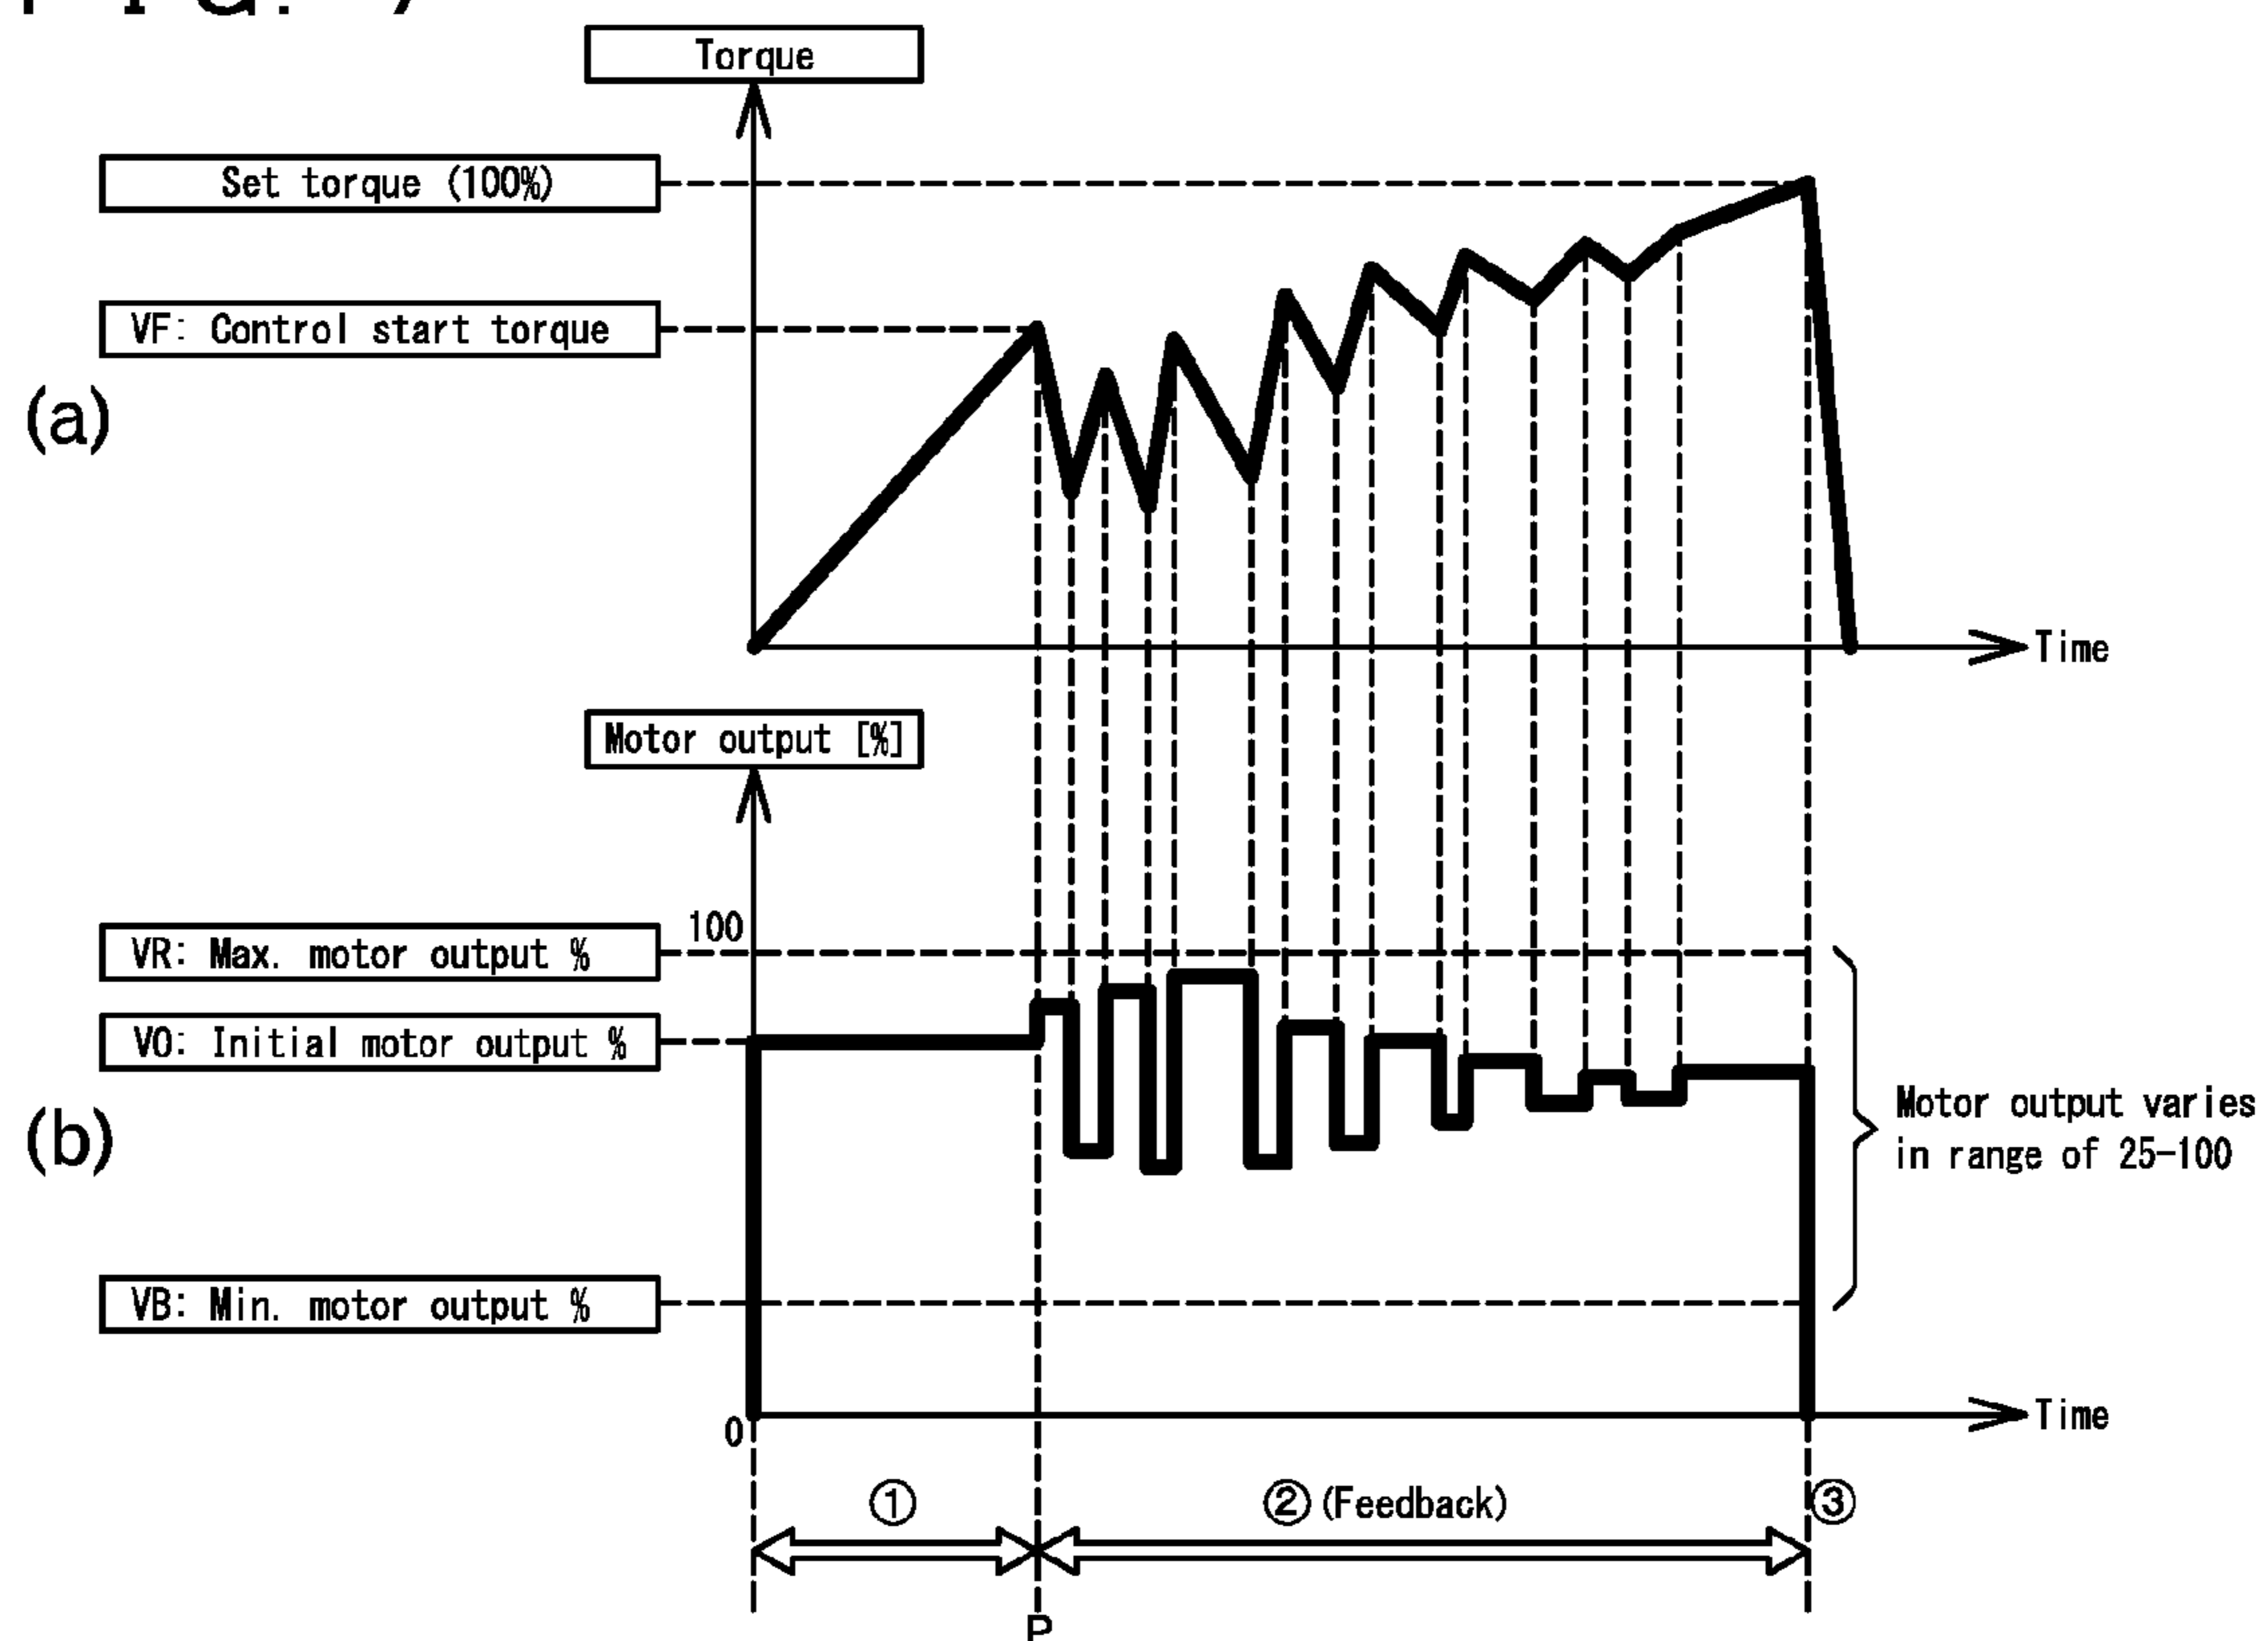 Torque
Set torque (100%)
VF: Control start torque
(a)
Time
Motor output [%]
100
VR: Max. motor output %
VO: Initial motor output %
(b)
Motor output varies
in range of 25-100
VB: Min. motor output %
0
Time
① ② (Feedback) ③
P